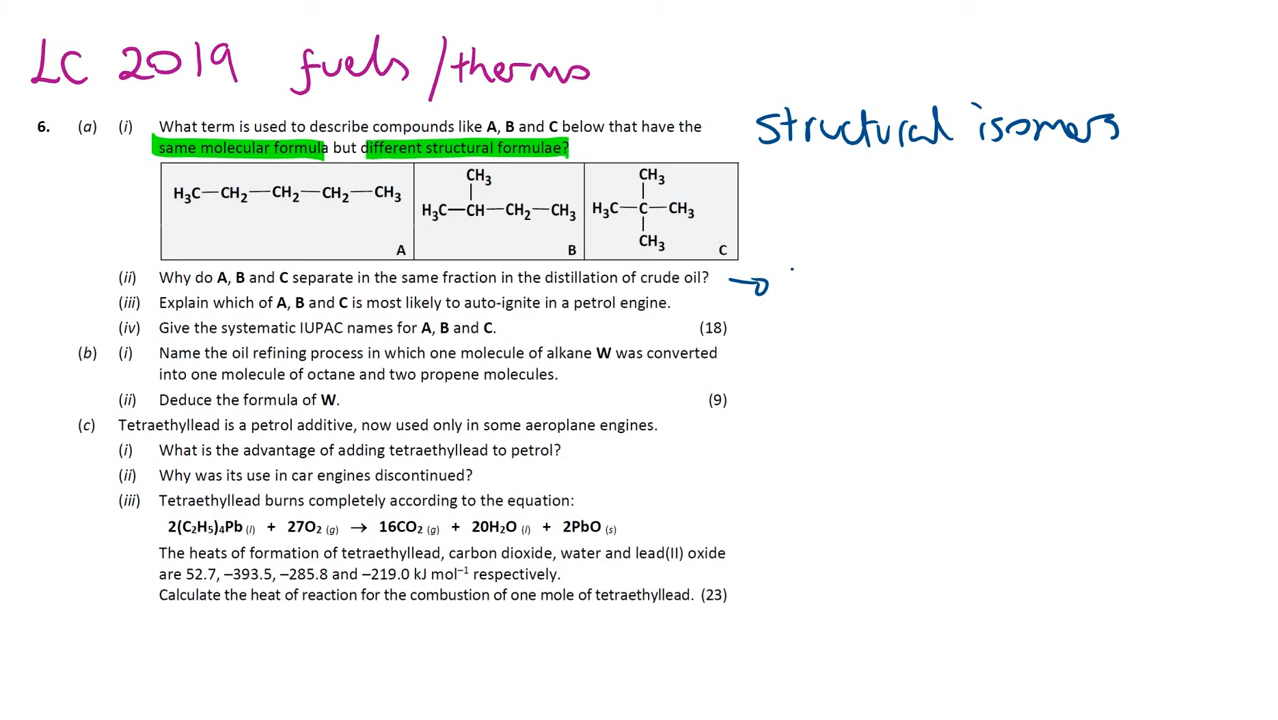 LC 2019 fuels/thermo
6. (a) (i) What term is used to describe compounds like A, B and C below that have the structural isomers
same molecular formula but different structural formulae?
H₃C—CH₂—CH₂—CH₂—CH₃ A
CH₃
H₃C—CH—CH₂—CH₃ B
CH₃
H₃C—C—CH₃
CH₃ C
(ii) Why do A, B and C separate in the same fraction in the distillation of crude oil? →
(iii) Explain which of A, B and C is most likely to auto-ignite in a petrol engine.
(iv) Give the systematic IUPAC names for A, B and C. (18)
(b) (i) Name the oil refining process in which one molecule of alkane W was converted
into one molecule of octane and two propene molecules.
(ii) Deduce the formula of W. (9)
(c) Tetraethyllead is a petrol additive, now used only in some aeroplane engines.
(i) What is the advantage of adding tetraethyllead to petrol?
(ii) Why was its use in car engines discontinued?
(iii) Tetraethyllead burns completely according to the equation:
2(C₂H₅)₄Pb (l) + 27O₂ (g) → 16CO₂ (g) + 20H₂O (l) + 2PbO (s)
The heats of formation of tetraethyllead, carbon dioxide, water and lead(II) oxide
are 52.7, –393.5, –285.8 and –219.0 kJ mol⁻¹ respectively.
Calculate the heat of reaction for the combustion of one mole of tetraethyllead. (23)